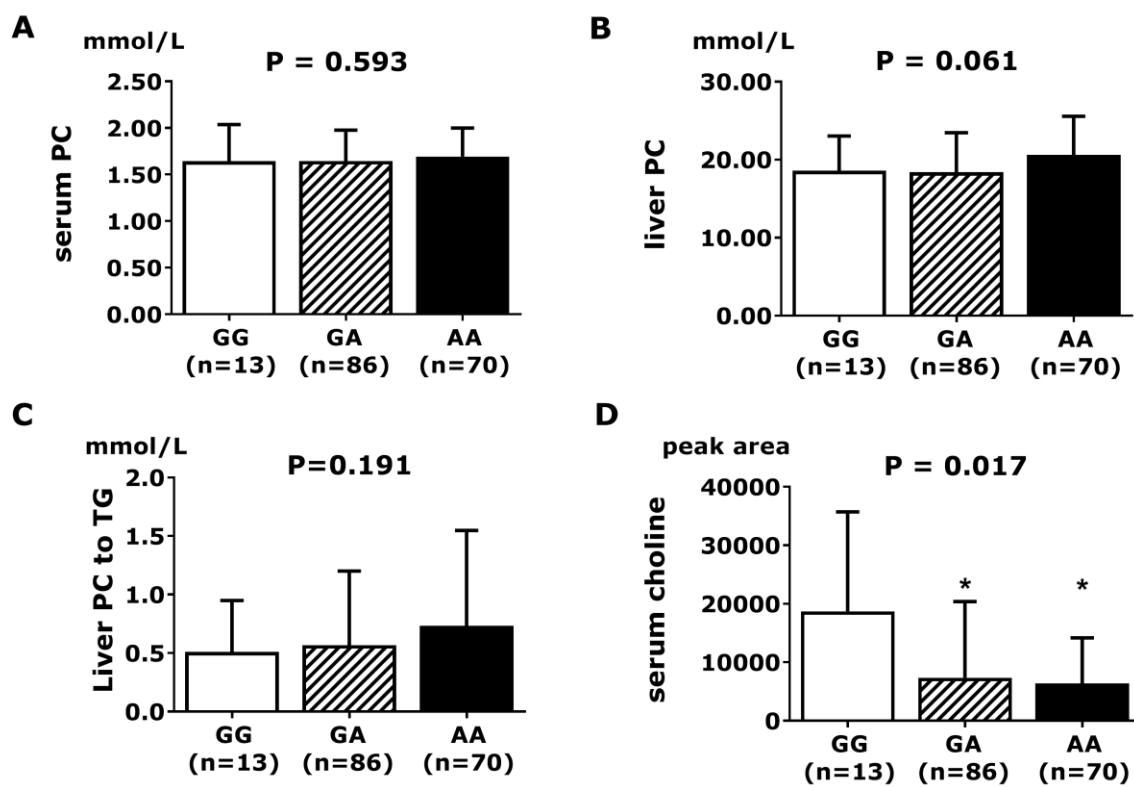 A
mmol/L
P = 0.593
serum PC
2.50
2.00
1.50
1.00
0.50
0.00
GG GA AA
(n=13) (n=86) (n=70)
B
mmol/L
P = 0.061
liver PC
30.00
20.00
10.00
0.00
GG GA AA
(n=13) (n=86) (n=70)
C
mmol/L
P=0.191
Liver PC to TG
2.0
1.5
1.0
0.5
0.0
GG GA AA
(n=13) (n=86) (n=70)
D
peak area
P = 0.017
serum choline
40000
30000
20000
10000
0
* *
GG GA AA
(n=13) (n=86) (n=70)